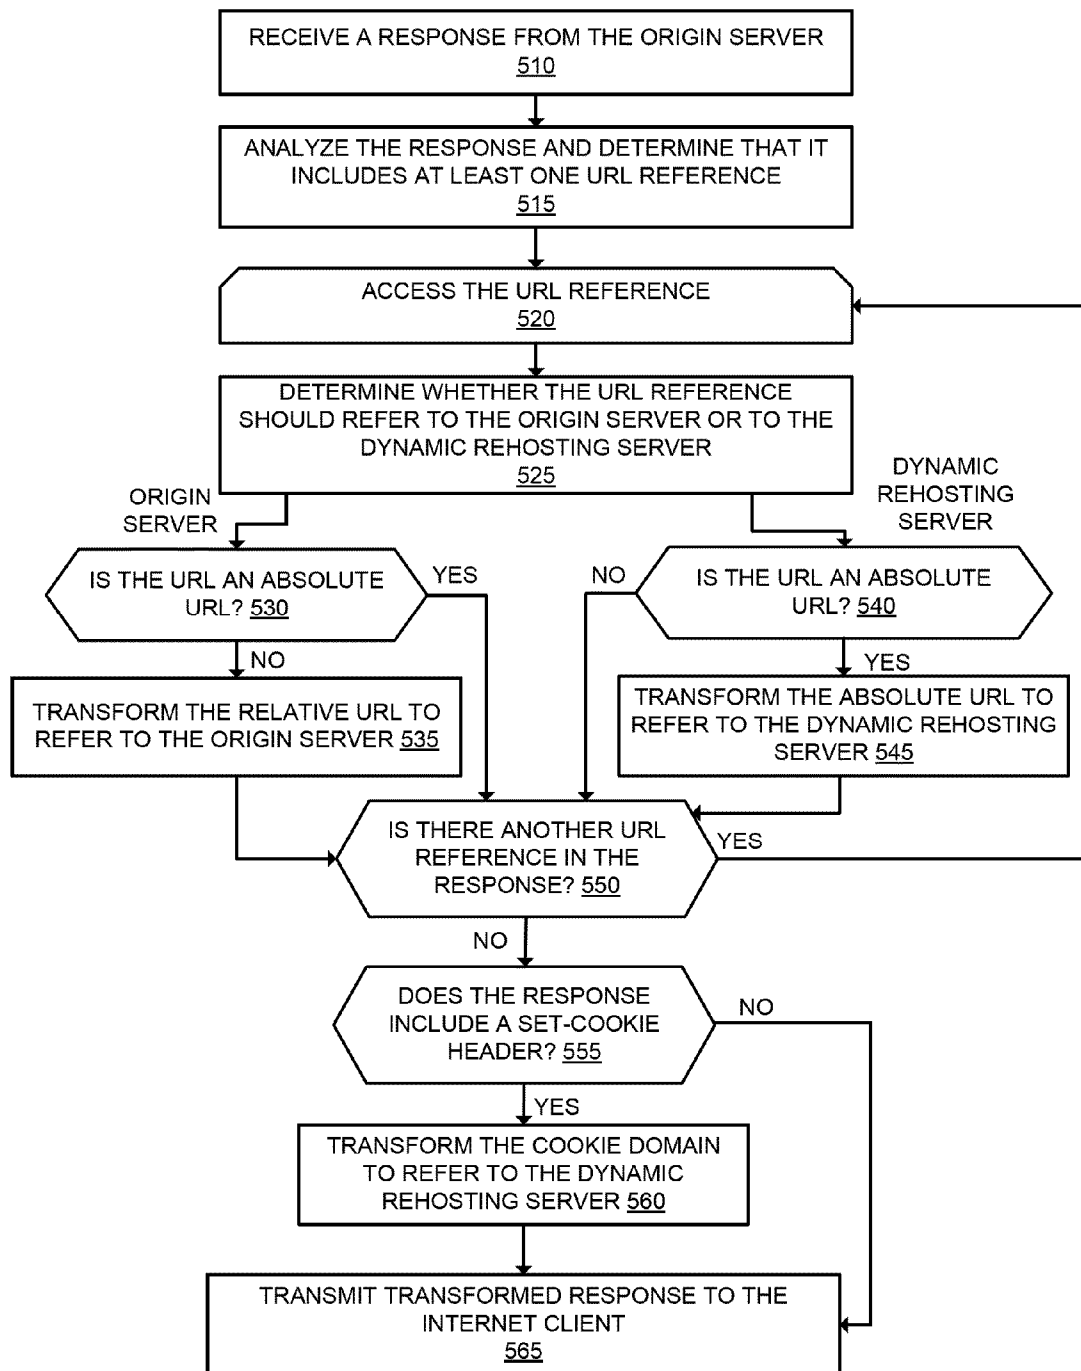 RECEIVE A RESPONSE FROM THE ORIGIN SERVER
510
ANALYZE THE RESPONSE AND DETERMINE THAT IT
INCLUDES AT LEAST ONE URL REFERENCE
515
ACCESS THE URL REFERENCE
520
DETERMINE WHETHER THE URL REFERENCE
SHOULD REFER TO THE ORIGIN SERVER OR TO THE
DYNAMIC REHOSTING SERVER
525
ORIGIN
SERVER
DYNAMIC
REHOSTING
SERVER
IS THE URL AN ABSOLUTE
URL? 530
YES
NO
NO
IS THE URL AN ABSOLUTE
URL? 540
YES
TRANSFORM THE RELATIVE URL TO
REFER TO THE ORIGIN SERVER 535
TRANSFORM THE ABSOLUTE URL TO
REFER TO THE DYNAMIC REHOSTING
SERVER 545
IS THERE ANOTHER URL
REFERENCE IN THE
RESPONSE? 550
YES
NO
DOES THE RESPONSE
INCLUDE A SET-COOKIE
HEADER? 555
NO
YES
TRANSFORM THE COOKIE DOMAIN
TO REFER TO THE DYNAMIC
REHOSTING SERVER 560
TRANSMIT TRANSFORMED RESPONSE TO THE
INTERNET CLIENT
565